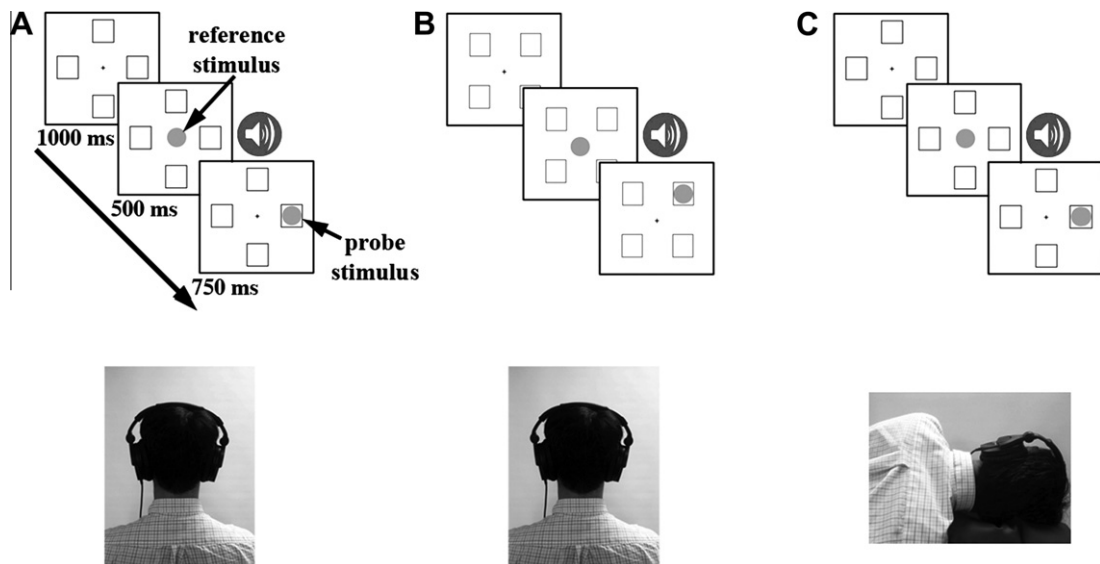 A
reference
stimulus
1000 ms
500 ms
probe
stimulus
750 ms
B
C